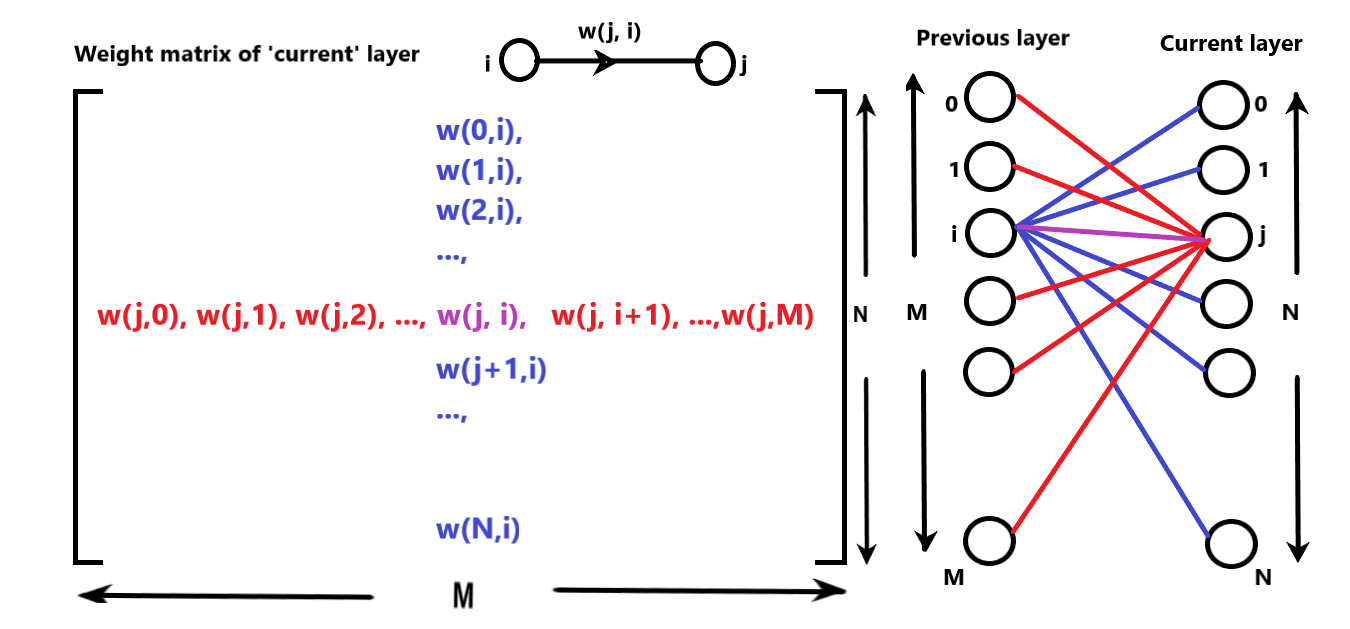 Weight matrix of 'current' layer
w(j, i)
i
j
w(0,i),
w(1,i),
w(2,i),
...,
w(j,0), w(j,1), w(j,2), ..., w(j, i), w(j, i+1), ...,w(j,M)
w(j+1,i)
...,
w(N,i)
M
N
Previous layer
Current layer
0
1
i
M
M
0
1
j
N
N